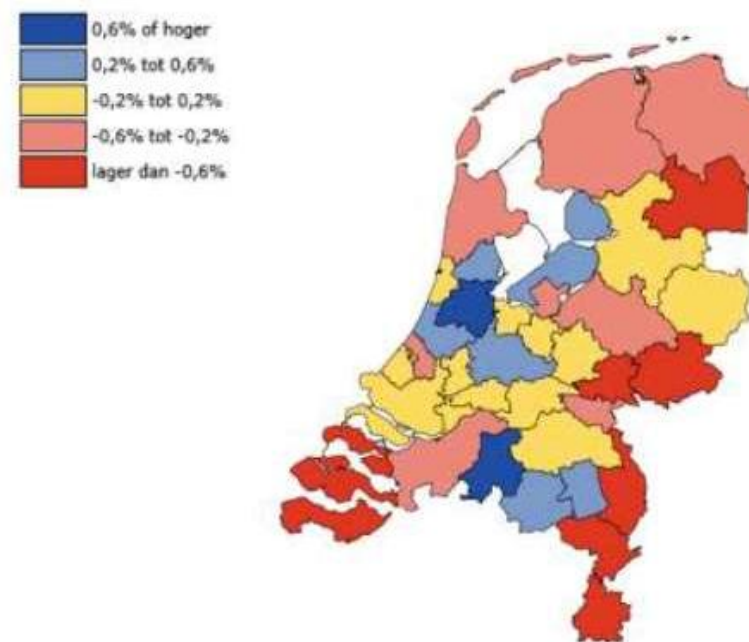 0,6% of hoger
0,2% tot 0,6%
-0,2% tot 0,2%
-0,6% tot -0,2%
lager dan -0,6%